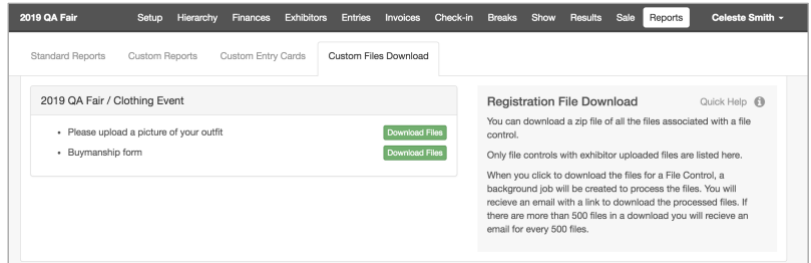 2019 QA Fair Setup Hierarchy Finances Exhibitors Entries Invoices Check-in Breaks Show Results Sale Reports Celeste Smith
Standard Reports Custom Reports Custom Entry Cards Custom Files Download
2019 QA Fair / Clothing Event
• Please upload a picture of your outfit Download Files
• Buymanship form Download Files
Registration File Download Quick Help
You can download a zip file of all the files associated with a file
control.
Only file controls with exhibitor uploaded files are listed here.
When you click to download the files for a File Control, a
background job will be created to process the files. You will
recieve an email with a link to download the processed files. If
there are more than 500 files in a download you will recieve an
email for every 500 files.